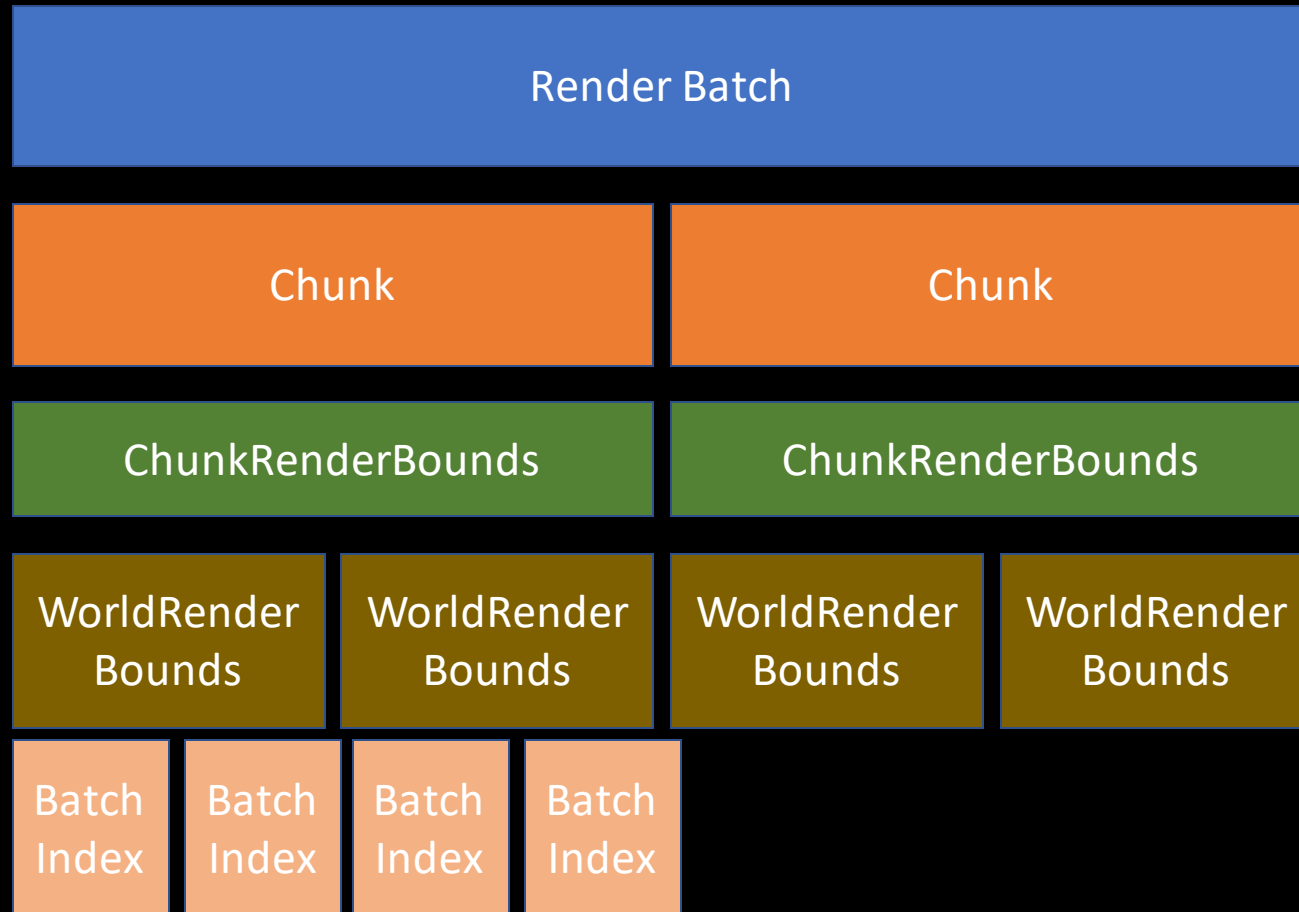 Render Batch
Chunk
Chunk
ChunkRenderBounds
ChunkRenderBounds
WorldRender
Bounds
WorldRender
Bounds
WorldRender
Bounds
WorldRender
Bounds
Batch
Index
Batch
Index
Batch
Index
Batch
Index